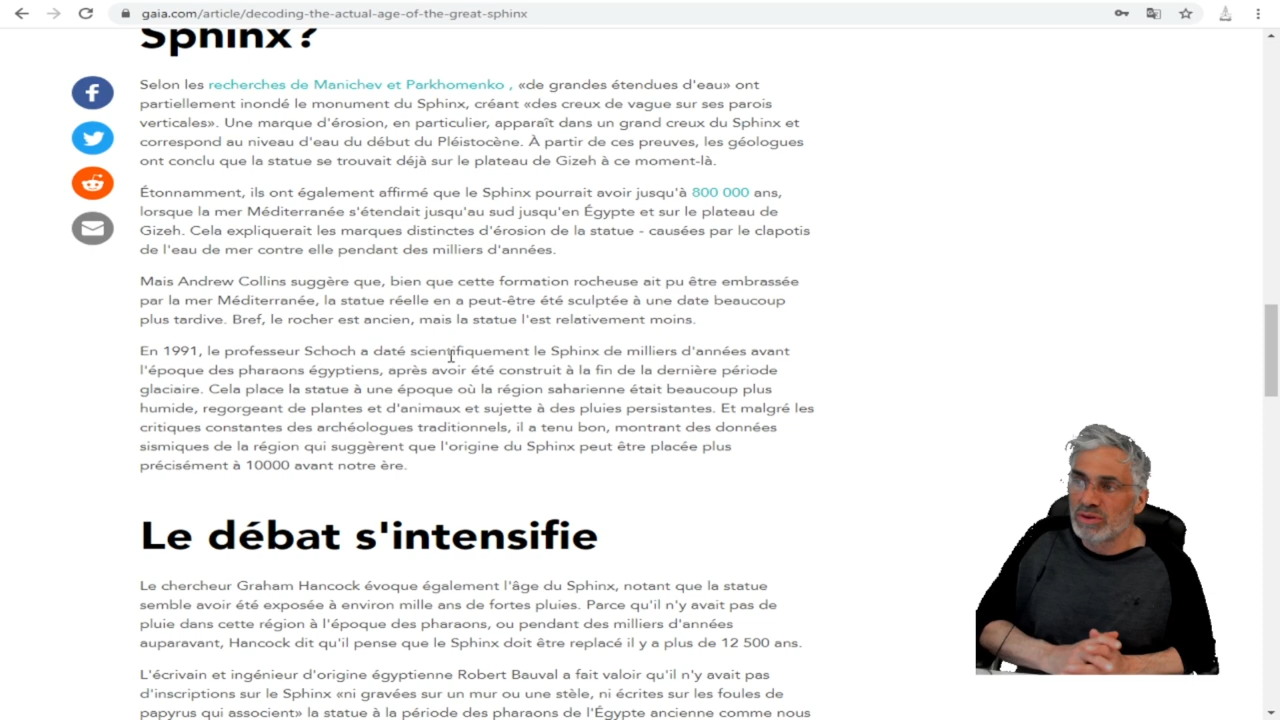 gaia.com/article/decoding-the-actual-age-of-the-great-sphinx
Sphinx?
Selon les recherches de Manichev et Parkhomenko , «de grandes étendues d'eau» ont
partiellement inondé le monument du Sphinx, créant «des creux de vague sur ses parois
verticales». Une marque d'érosion, en particulier, apparaît dans un grand creux du Sphinx et
correspond au niveau d'eau du début du Pléistocène. À partir de ces preuves, les géologues
ont conclu que la statue se trouvait déjà sur le plateau de Gizeh à ce moment-là.
Étonnamment, ils ont également affirmé que le Sphinx pourrait avoir jusqu'à 800 000 ans,
lorsque la mer Méditerranée s'étendait jusqu'au sud jusqu'en Égypte et sur le plateau de
Gizeh. Cela expliquerait les marques distinctes d'érosion de la statue - causées par le clapotis
de l'eau de mer contre elle pendant des milliers d'années.
Mais Andrew Collins suggère que, bien que cette formation rocheuse ait pu être embrassée
par la mer Méditerranée, la statue réelle en a peut-être été sculptée à une date beaucoup
plus tardive. Bref, le rocher est ancien, mais la statue l'est relativement moins.
En 1991, le professeur Schoch a daté scientifiquement le Sphinx de milliers d'années avant
l'époque des pharaons égyptiens, après avoir été construit à la fin de la dernière période
glaciaire. Cela place la statue à une époque où la région saharienne était beaucoup plus
humide, regorgeant de plantes et d'animaux et sujette à des pluies persistantes. Et malgré les
critiques constantes des archéologues traditionnels, il a tenu bon, montrant des données
sismiques de la région qui suggèrent que l'origine du Sphinx peut être placée plus
précisément à 10000 avant notre ère.
Le débat s'intensifie
Le chercheur Graham Hancock évoque également l'âge du Sphinx, notant que la statue
semble avoir été exposée à environ mille ans de fortes pluies. Parce qu'il n'y avait pas de
pluie dans cette région à l'époque des pharaons, ou pendant des milliers d'années
auparavant, Hancock dit qu'il pense que le Sphinx doit être replacé il y a plus de 12 500 ans.
L'écrivain et ingénieur d'origine égyptienne Robert Bauval a fait valoir qu'il n'y avait pas
d'inscriptions sur le Sphinx «ni gravées sur un mur ou une stèle, ni écrites sur les foules de
papyrus qui associent» la statue à la période des pharaons de l'Égypte ancienne comme nous